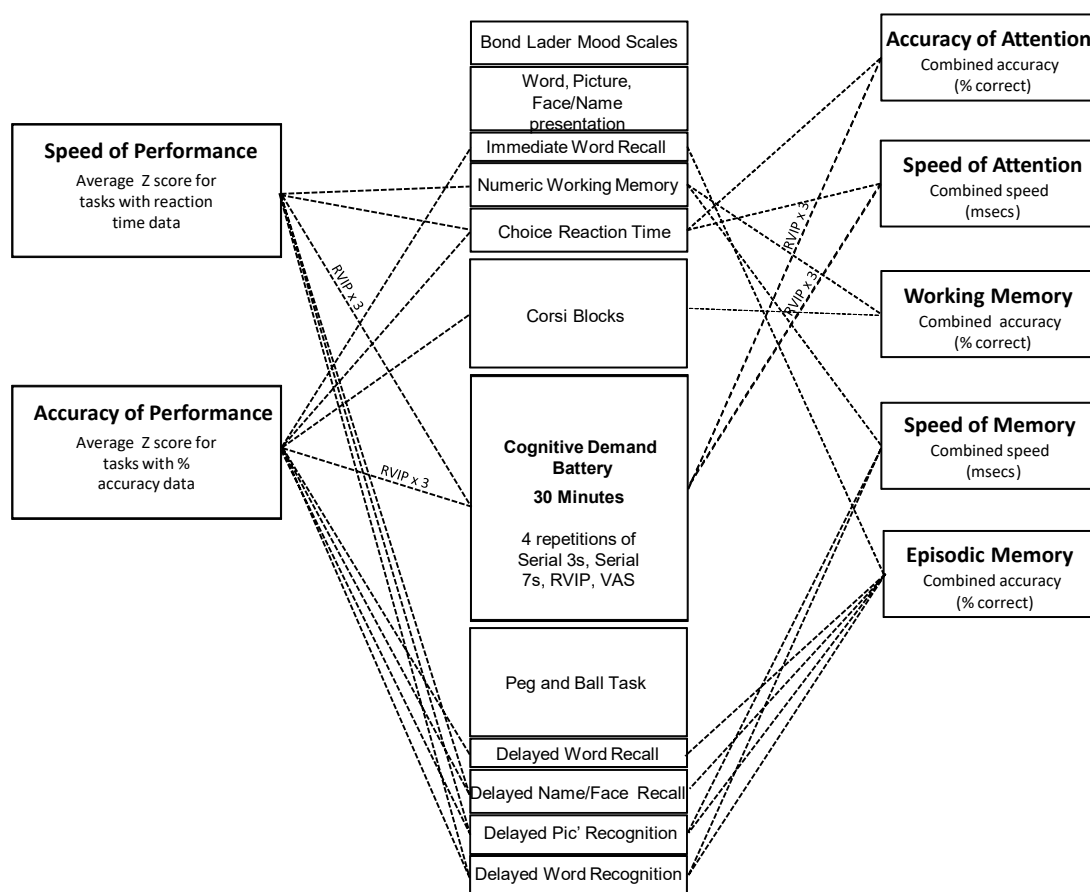 Speed of Performance
Average Z score for
tasks with reaction
time data
Accuracy of Performance
Average Z score for
tasks with %
accuracy data
RVIP x 3
RVIP x 3
Bond Lader Mood Scales
Word, Picture,
Face/Name
presentation
Immediate Word Recall
Numeric Working Memory
Choice Reaction Time
Corsi Blocks
Cognitive Demand
Battery
30 Minutes
4 repetitions of
Serial 3s, Serial
7s, RVIP, VAS
Peg and Ball Task
Delayed Word Recall
Delayed Name/Face Recall
Delayed Pic' Recognition
Delayed Word Recognition
RVIP x 3
RVIP x 3
Accuracy of Attention
Combined accuracy
(% correct)
Speed of Attention
Combined speed
(msecs)
Working Memory
Combined accuracy
(% correct)
Speed of Memory
Combined speed
(msecs)
Episodic Memory
Combined accuracy
(% correct)